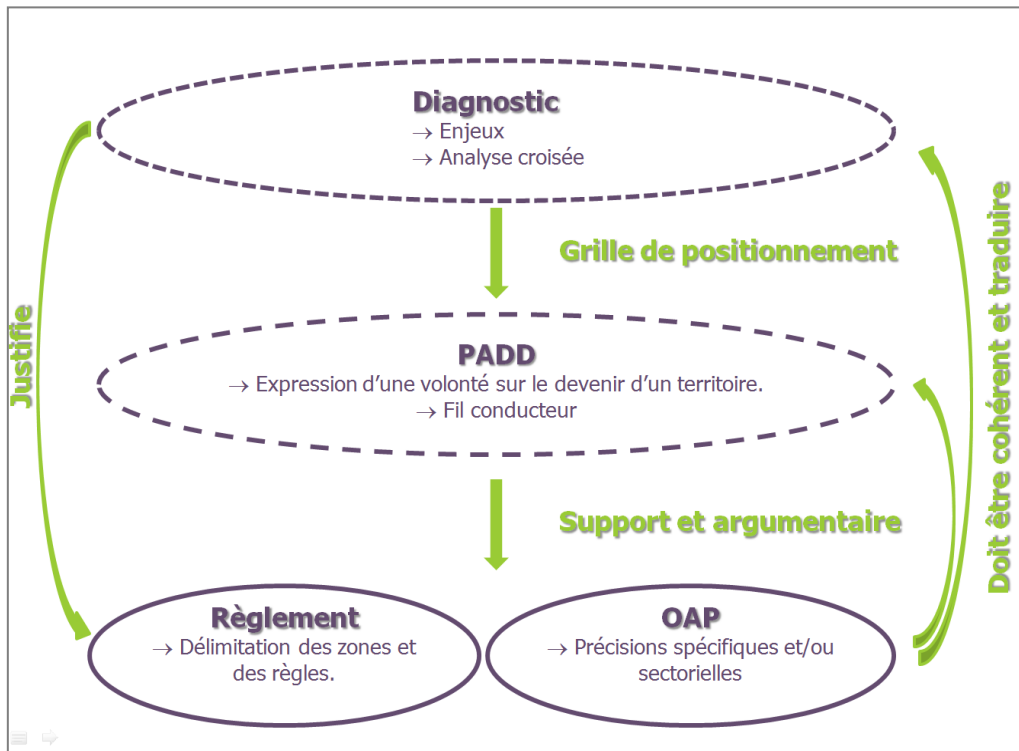 Diagnostic
→ Enjeux
→ Analyse croisée
Grille de positionnement
Justifie
Doit être cohérent et traduire
PADD
→ Expression d’une volonté sur le devenir d’un territoire.
→ Fil conducteur
Support et argumentaire
Règlement
→ Délimitation des zones et
des règles.
OAP
→ Précisions spécifiques et/ou
sectorielles